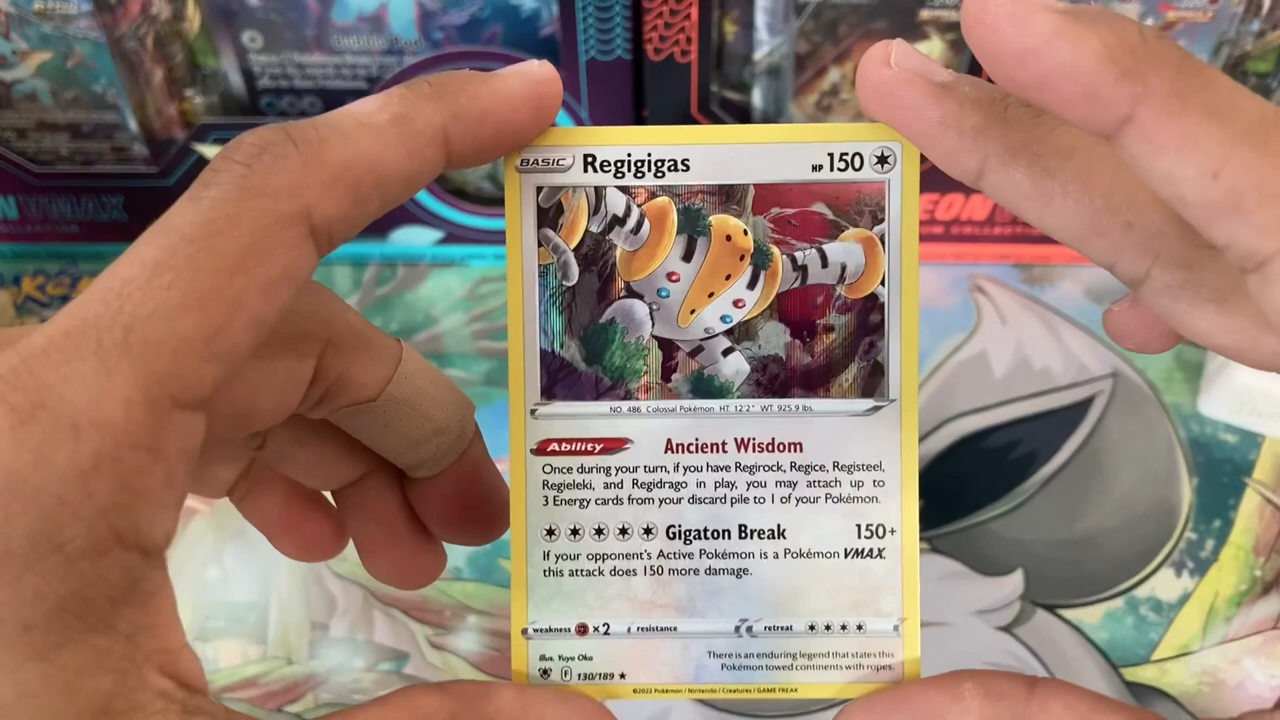 Bubble Pod
VMAX
POKÉM
EON
BASIC Regigigas HP 150
NO. 486 Colossal Pokémon HT. 12'2" WT. 925.9 lbs.
Ability Ancient Wisdom
Once during your turn, if you have Regirock, Regice, Registeel,
Regieleki, and Regidrago in play, you may attach up to
3 Energy cards from your discard pile to 1 of your Pokémon.
Gigaton Break 150+
If your opponent's Active Pokémon is a Pokémon VMAX,
this attack does 150 more damage.
weakness ×2 resistance retreat
Illus. Yuya Oka
There is an enduring legend that states this
Pokémon towed continents with ropes.
F 130/189
©2022 Pokémon / Nintendo / Creatures / GAME FREAK